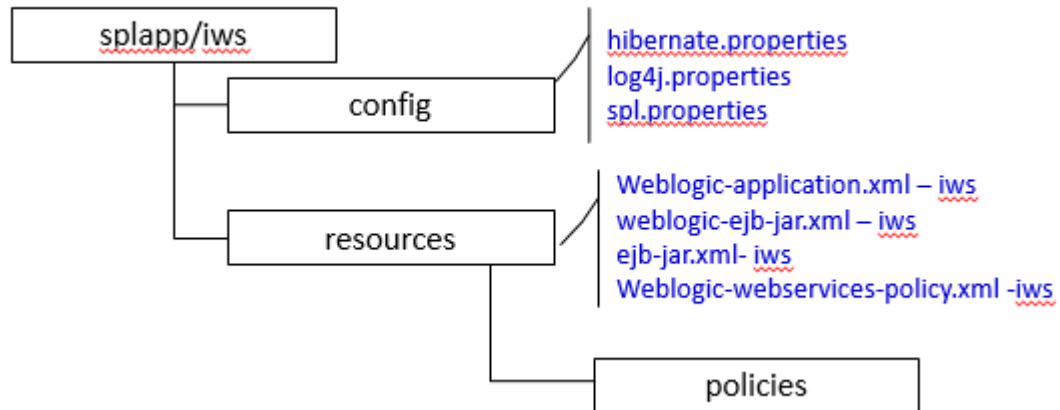 splapp/iws
config
hibernate.properties
log4j.properties
spl.properties
resources
Weblogic-application.xml – iws
weblogic-ejb-jar.xml – iws
ejb-jar.xml- iws
Weblogic-webservices-policy.xml -iws
policies